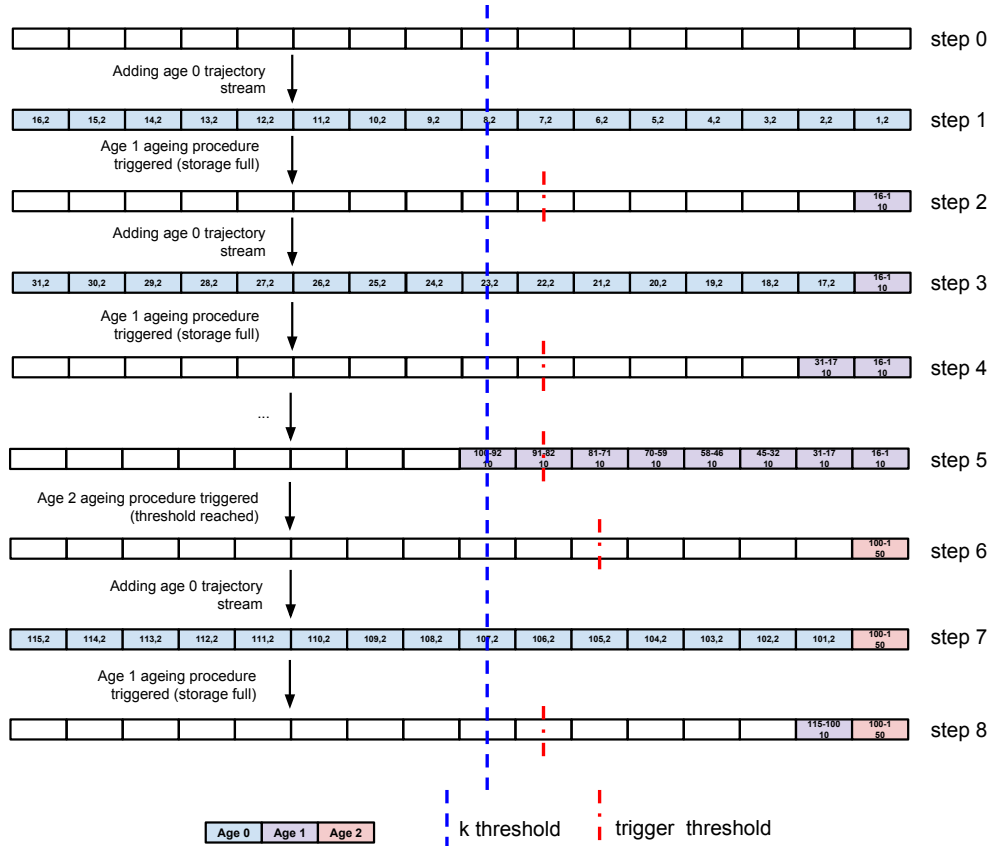 step 0
Adding age 0 trajectory
stream
16,2 15,2 14,2 13,2 12,2 11,2 10,2 9,2 8,2 7,2 6,2 5,2 4,2 3,2 2,2 1,2 step 1
Age 1 ageing procedure
triggered (storage full)
16-1
10
step 2
Adding age 0 trajectory
stream
31,2 30,2 29,2 28,2 27,2 26,2 25,2 24,2 23,2 22,2 21,2 20,2 19,2 18,2 17,2 16-1
10
step 3
Age 1 ageing procedure
triggered (storage full)
31-17 16-1
10 10
step 4
...
100-92 91-82 81-71 70-59 58-46 45-32 31-17 16-1
10 10 10 10 10 10 10 10
step 5
Age 2 ageing procedure triggered
(threshold reached)
100-1
50
step 6
Adding age 0 trajectory
stream
115,2 114,2 113,2 112,2 111,2 110,2 109,2 108,2 107,2 106,2 105,2 104,2 103,2 102,2 101,2 100-1
50
step 7
Age 1 ageing procedure
triggered (storage full)
115-100 100-1
10 50
step 8
Age 0 Age 1 Age 2
k threshold
trigger threshold